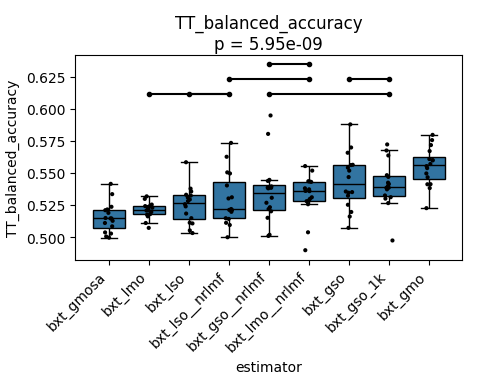 TT_balanced_accuracy
p = 5.95e-09
TT_balanced_accuracy
0.625
0.600
0.575
0.550
0.525
0.500
bxt_gmosa
bxt_lmo
bxt_lso
bxt_lso__nrlmf
bxt_gso__nrlmf
bxt_lmo__nrlmf
bxt_gso
bxt_gso_1k
bxt_gmo
estimator